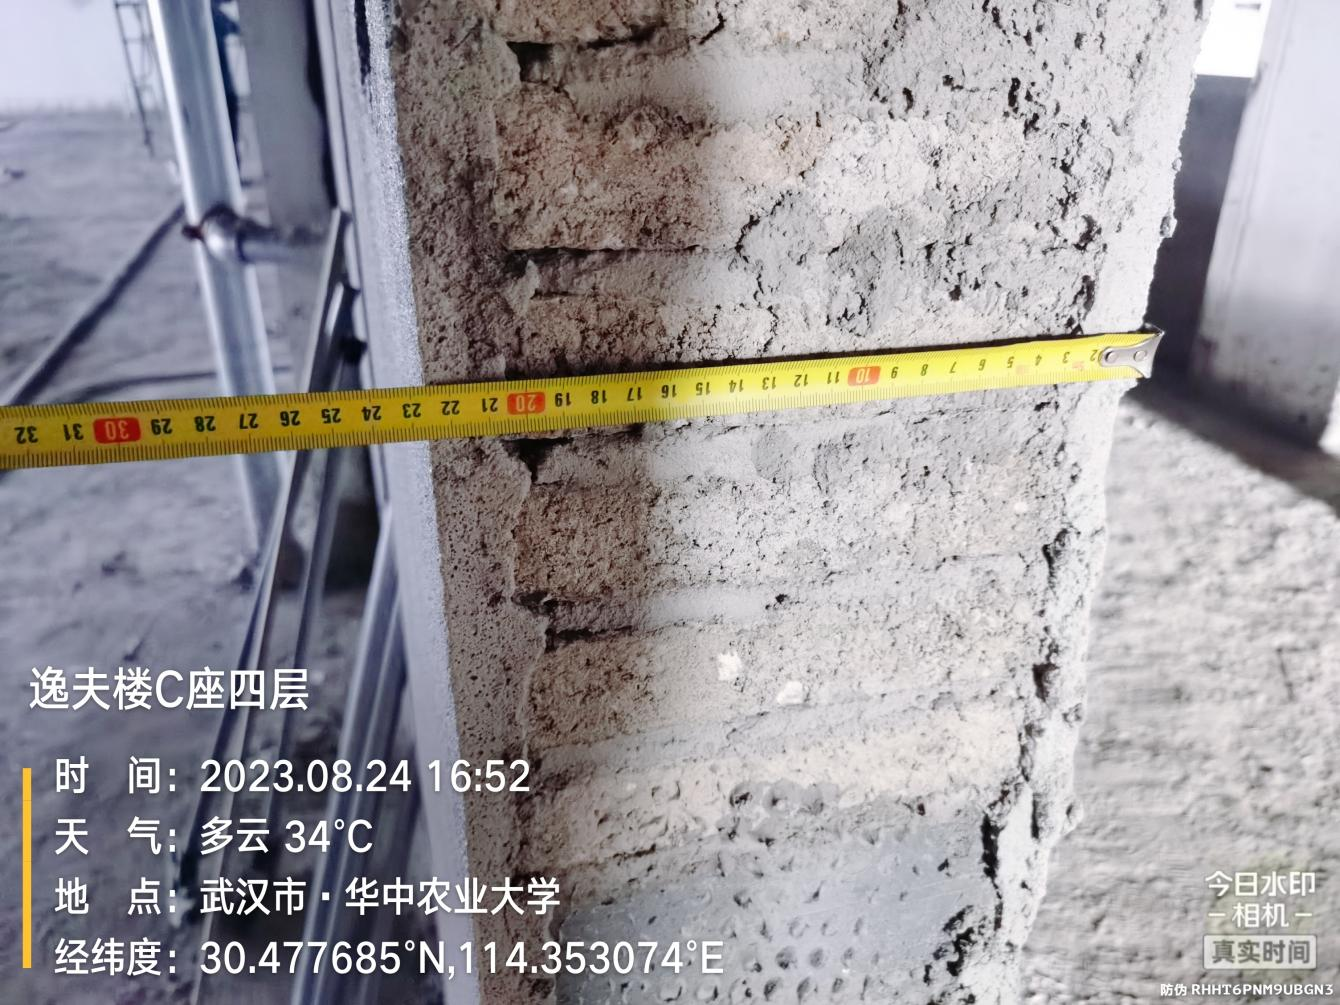 32 31 30 29 28 27 26 25 24 23 22 21 20 19 18 17 16 15 14 13 12 11 10 9 8 7 6 5 4 3 2
逸夫楼C座四层
时 间：2023.08.24 16:52
天 气：多云 34°C
地 点：武汉市·华中农业大学
经纬度：30.477685°N,114.353074°E
今日水印
-相机-
真实时间
防伪 RHHT6PNM9UBGN3